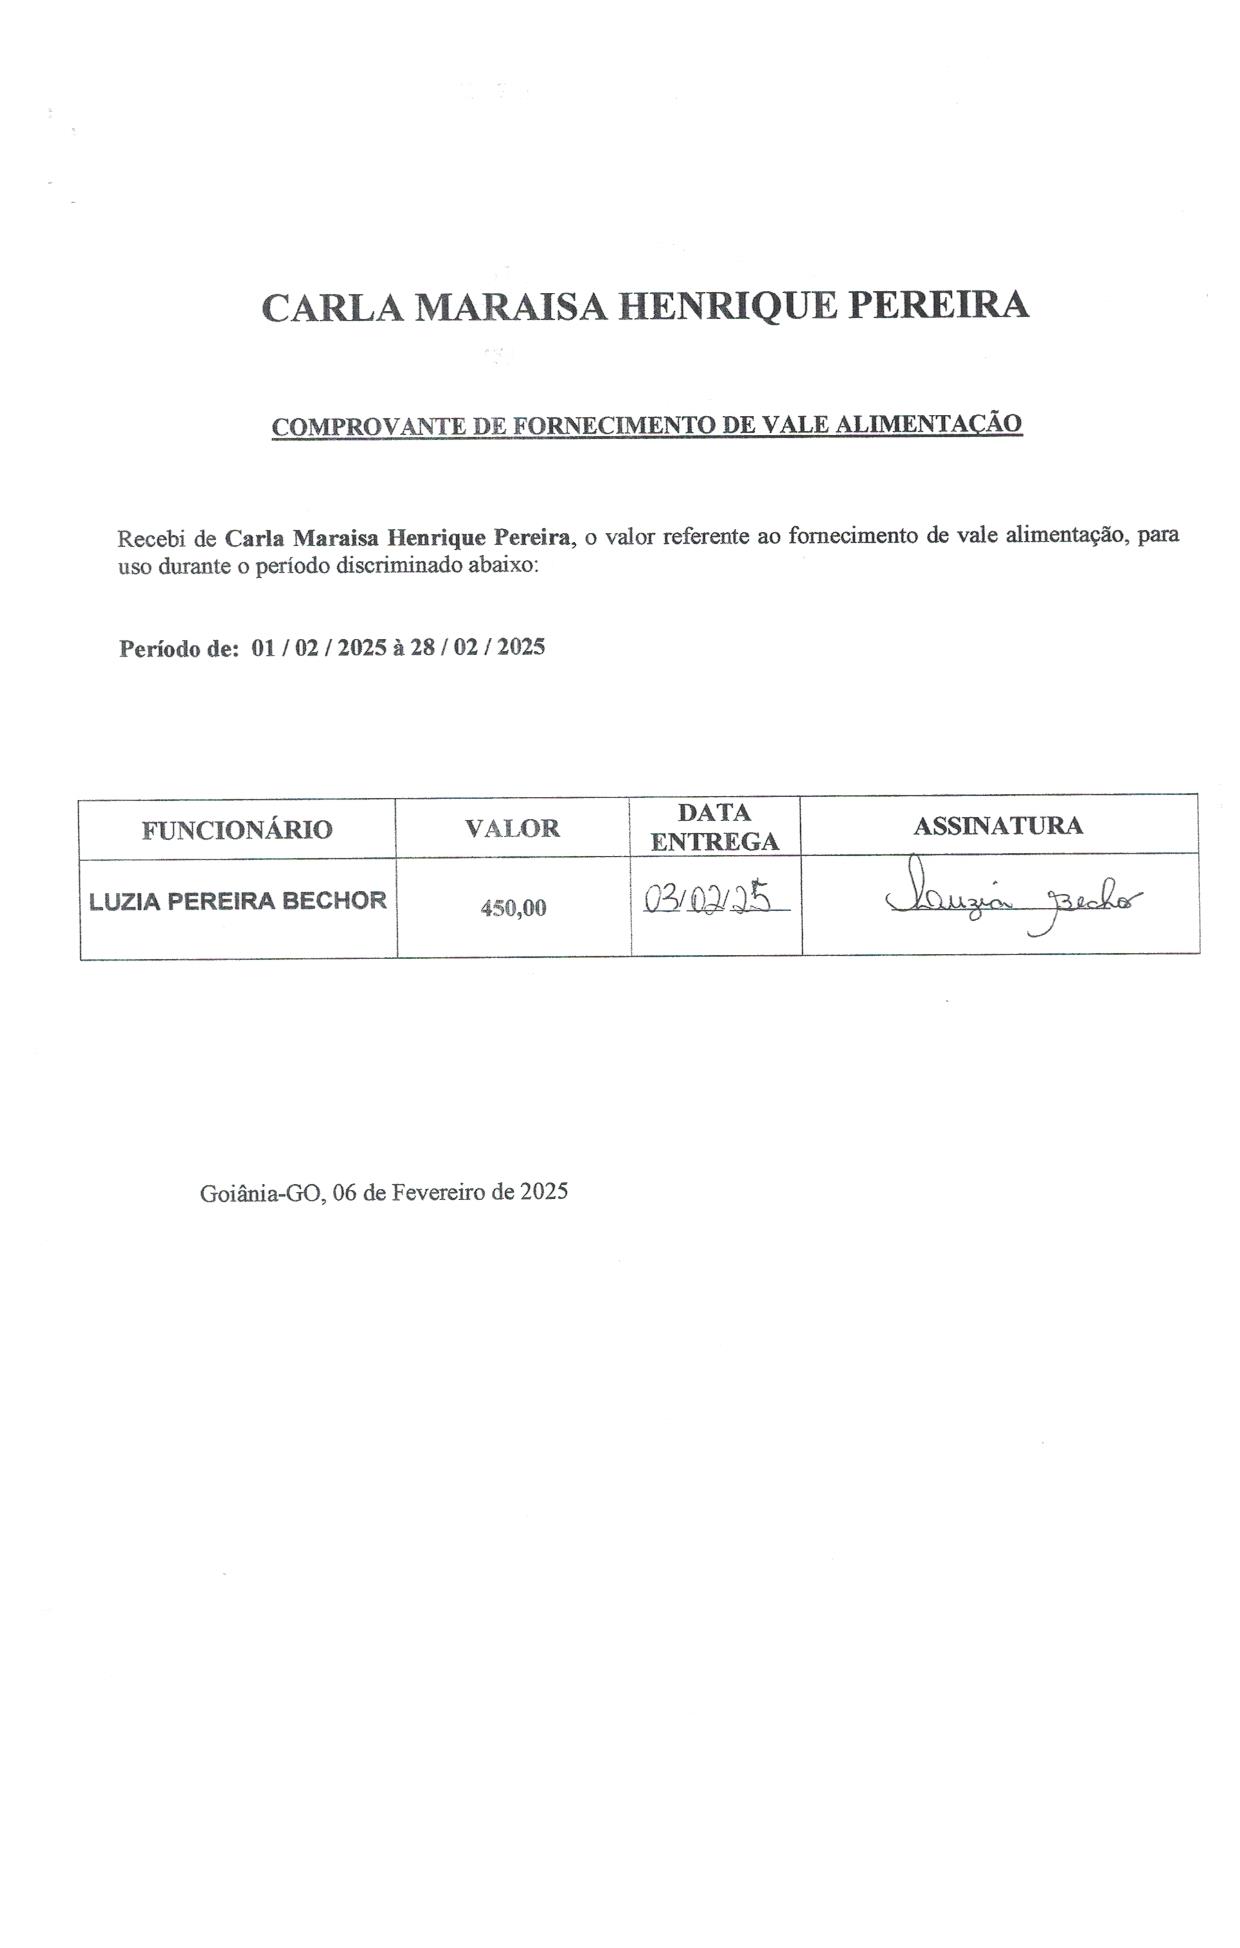 CARLA MARAISA HENRIQUE PEREIRA
COMPROVANTE DE FORNECIMENTO DE VALE ALIMENTAÇÃO
Recebi de Carla Maraisa Henrique Pereira, o valor referente ao fornecimento de vale alimentação, para
uso durante o período discriminado abaixo:
Período de: 01 / 02 / 2025 à 28 / 02 / 2025
FUNCIONÁRIO VALOR DATA ENTREGA ASSINATURA
LUZIA PEREIRA BECHOR 450,00 03/02/25 Luzia Bechor
Goiânia-GO, 06 de Fevereiro de 2025